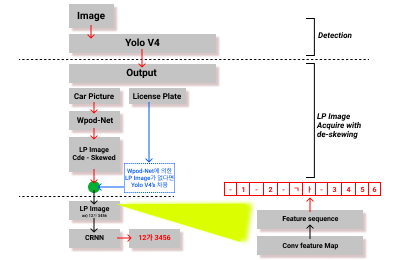 Image
Yolo V4
Detection
Output
Car Picture
License Plate
Wpod-Net
LP Image
Acquire with
de-skewing
LP Image
Cde - Skewed
Wpod-Net에 의한
LP Image가 없다면
Yolo V4's 차용
- 1 - 2 - ㄱ ㅏ - 3 4 5 6
LP Image
ex) 12가 3456
Feature sequence
CRNN
12가 3456
Conv feature Map